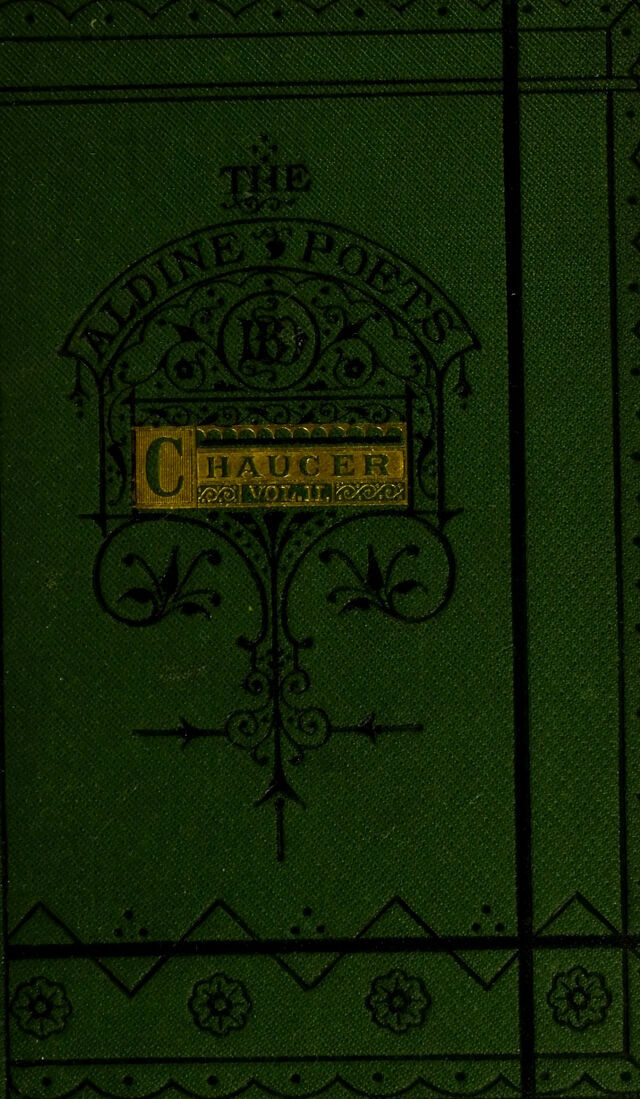 THE
ALDINE POETS
CHAUCER
VOL. II.